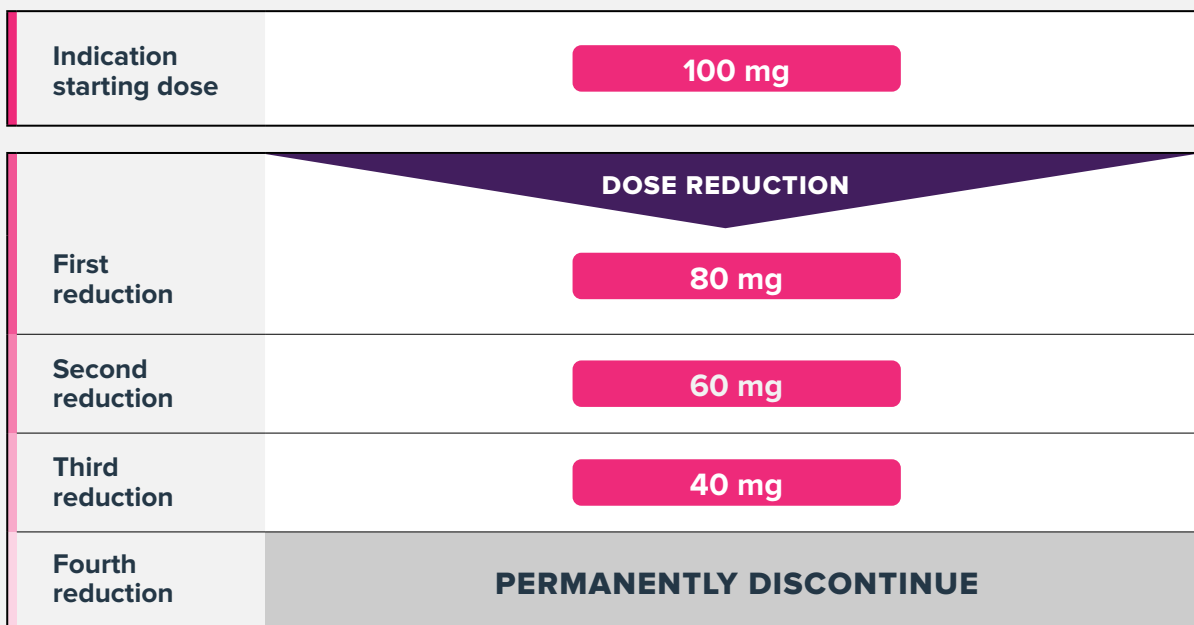 Indication
starting dose
100 mg
DOSE REDUCTION
First
reduction
80 mg
Second
reduction
60 mg
Third
reduction
40 mg
Fourth
reduction
PERMANENTLY DISCONTINUE